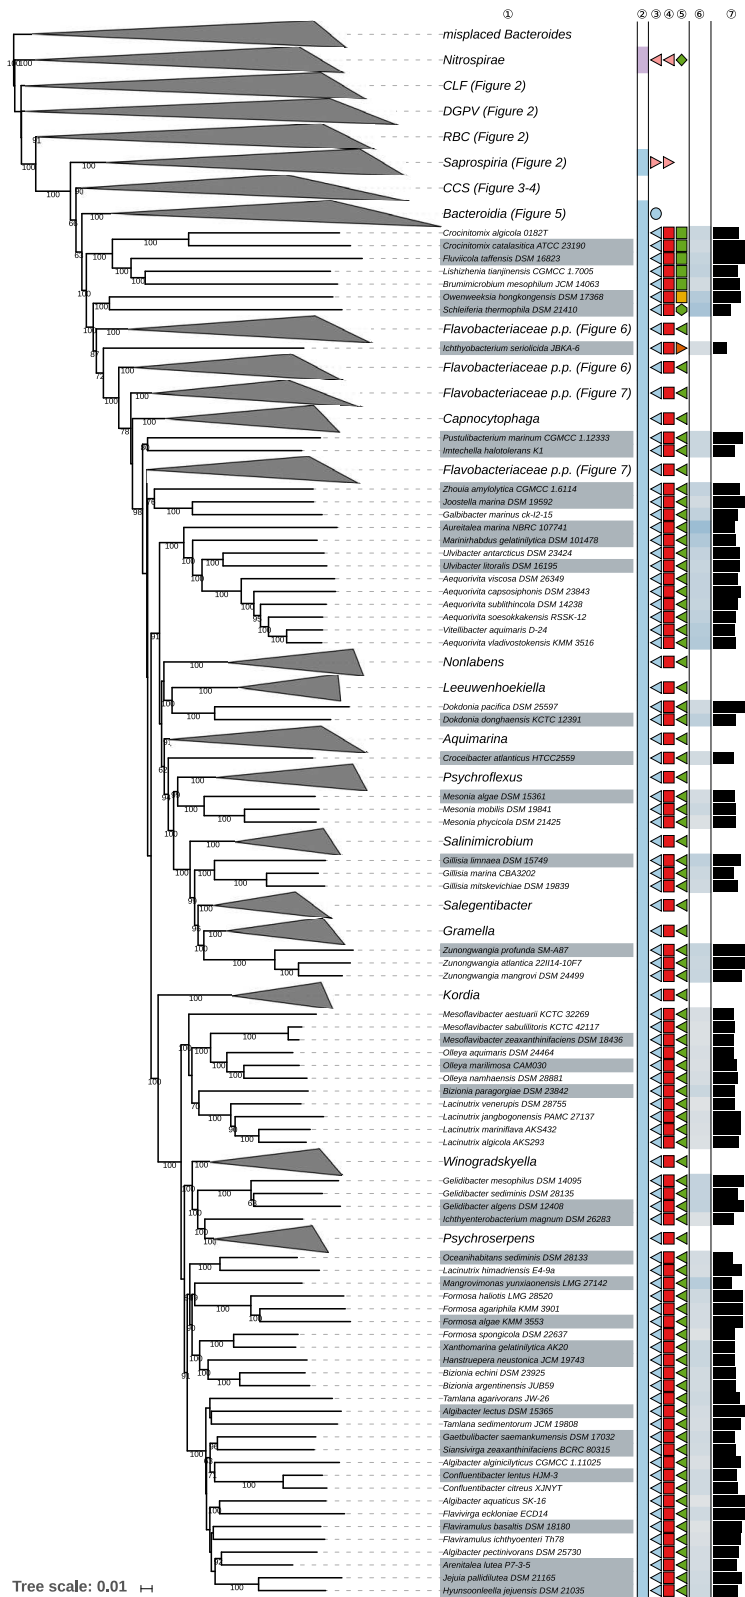 ① ② ③ ④ ⑤ ⑥ ⑦
misplaced Bacteroides
Nitrospirae
CLF (Figure 2)
DGPV (Figure 2)
RBC (Figure 2)
Saprospiria (Figure 2)
CCS (Figure 3-4)
Bacteroidia (Figure 5)
Crocinitomix algicola 0182T
Crocinitomix catalasitica ATCC 23190
Fluviicola taffensis DSM 16823
Lishizhenia tianjinensis CGMCC 1.7005
Brumimicrobium mesophilum JCM 14063
Owenweeksia hongkongensis DSM 17368
Schleiferia thermophila DSM 21410
Flavobacteriaceae p.p. (Figure 6)
Ichthyobacterium seriolicida JBKA-6
Flavobacteriaceae p.p. (Figure 6)
Flavobacteriaceae p.p. (Figure 7)
Capnocytophaga
Pustulibacterium marinum CGMCC 1.12333
Imtechella halotolerans K1
Flavobacteriaceae p.p. (Figure 7)
Zhouia amylolytica CGMCC 1.6114
Joostella marina DSM 19592
Galbibacter marinus ck-I2-15
Aureitalea marina NBRC 107741
Marinirhabdus gelatinilytica DSM 101478
Ulvibacter antarcticus DSM 23424
Ulvibacter litoralis DSM 16195
Aequorivita viscosa DSM 26349
Aequorivita capsosiphonis DSM 23843
Aequorivita sublithincola DSM 14238
Aequorivita soesokkakensis RSSK-12
Vitellibacter aquimaris D-24
Aequorivita vladivostokensis KMM 3516
Nonlabens
Leeuwenhoekiella
Dokdonia pacifica DSM 25597
Dokdonia donghaensis KCTC 12391
Aquimarina
Croceibacter atlanticus HTCC2559
Psychroflexus
Mesonia algae DSM 15361
Mesonia mobilis DSM 19841
Mesonia phycicola DSM 21425
Salinimicrobium
Gillisia limnaea DSM 15749
Gillisia marina CBA3202
Gillisia mitskevichiae DSM 19839
Salegentibacter
Gramella
Zunongwangia profunda SM-A87
Zunongwangia atlantica 22II14-10F7
Zunongwangia mangrovi DSM 24499
Kordia
Mesoflavibacter aestuarii KCTC 32269
Mesoflavibacter sabulilitoris KCTC 42117
Mesoflavibacter zeaxanthinifaciens DSM 18436
Olleya aquimaris DSM 24464
Olleya marilimosa CAM030
Olleya namhaensis DSM 28881
Bizionia paragorgiae DSM 23842
Lacinutrix venerupis DSM 28755
Lacinutrix jangbogonensis PAMC 27137
Lacinutrix mariniflava AKS432
Lacinutrix algicola AKS293
Winogradskyella
Gelidibacter mesophilus DSM 14095
Gelidibacter sediminis DSM 28135
Gelidibacter algens DSM 12408
Ichthyenterobacterium magnum DSM 26283
Psychroserpens
Oceanihabitans sediminis DSM 28133
Lacinutrix himadriensis E4-9a
Mangrovimonas yunxiaonensis LMG 27142
Formosa haliotis LMG 28520
Formosa agariphila KMM 3901
Formosa algae KMM 3553
Formosa spongicola DSM 22637
Xanthomarina gelatinilytica AK20
Hanstruepera neustonica JCM 19743
Bizionia echini DSM 23925
Bizionia argentinensis JUB59
Tamlana agarivorans JW-26
Algibacter lectus DSM 15365
Tamlana sedimentorum JCM 19808
Gaetbulibacter saemankumensis DSM 17032
Siansivirga zeaxanthinifaciens BCRC 80315
Algibacter alginicilyticus CGMCC 1.11025
Confluentibacter lentus HJM-3
Confluentibacter citreus XJNYT
Algibacter aquaticus SK-16
Flavivirga eckloniae ECD14
Flaviramulus basaltis DSM 18180
Flaviramulus ichthyoenteri Th78
Algibacter pectinivorans DSM 25730
Arenitalea lutea P7-3-5
Jejuia pallidilutea DSM 21165
Hyunsoonleella jejuensis DSM 21035
Tree scale: 0.01